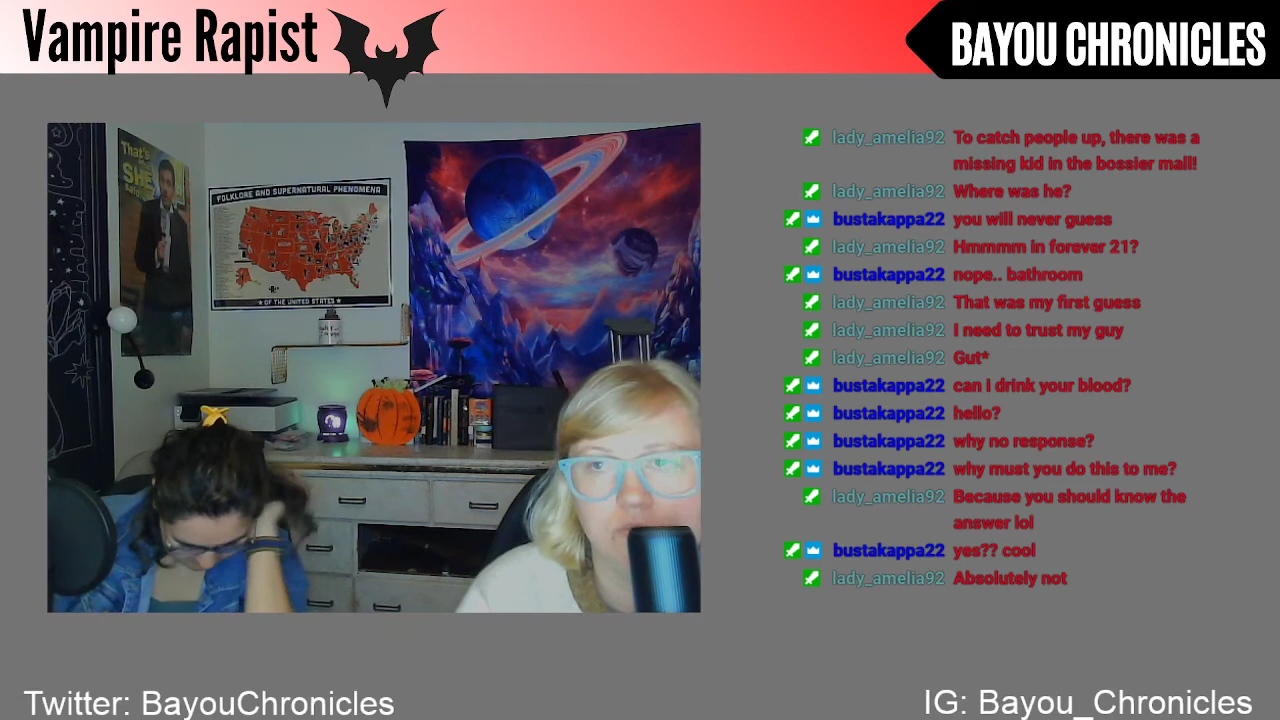 Vampire Rapist
BAYOU CHRONICLES
That's
SHE
FOLKLORE AND SUPERNATURAL PHENOMENA
★ OF THE UNITED STATES ★
lady_amelia92 To catch people up, there was a
missing kid in the bossier mall!
lady_amelia92 Where was he?
bustakappa22 you will never guess
lady_amelia92 Hmmmm in forever 21?
bustakappa22 nope.. bathroom
lady_amelia92 That was my first guess
lady_amelia92 I need to trust my guy
lady_amelia92 Gut*
bustakappa22 can i drink your blood?
bustakappa22 hello?
bustakappa22 why no response?
bustakappa22 why must you do this to me?
lady_amelia92 Because you should know the
answer lol
bustakappa22 yes?? cool
lady_amelia92 Absolutely not
Twitter: BayouChronicles
IG: Bayou_Chronicles